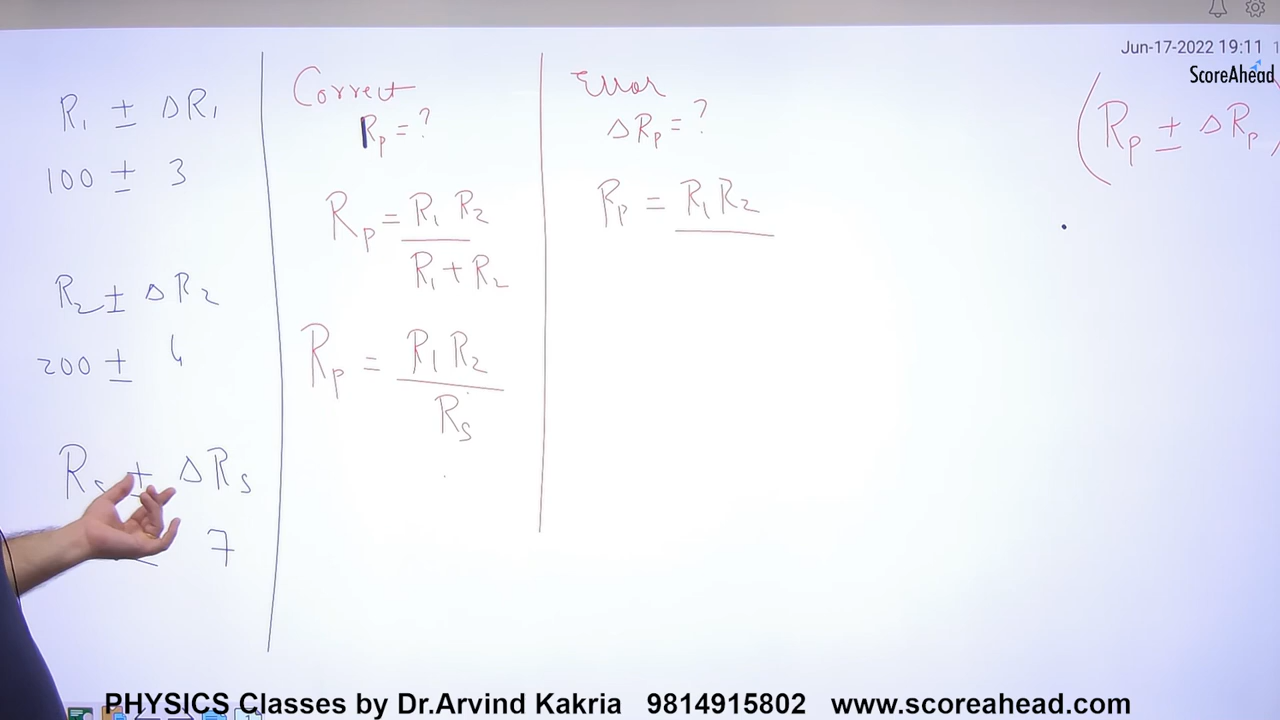 Jun-17-2022 19:11
ScoreAhead
R₁ ± ΔR₁
100 ± 3
R₂ ± ΔR₂
200 ± 4
Rs ± ΔRs
7
Correct
Rp = ?
Rp = R₁ R₂
R₁ + R₂
Rp = R₁ R₂
Rs
Error
ΔRp = ?
Rp = R₁ R₂
(Rp ± ΔRp
PHYSICS Classes by Dr.Arvind Kakria 9814915802 www.scoreahead.com